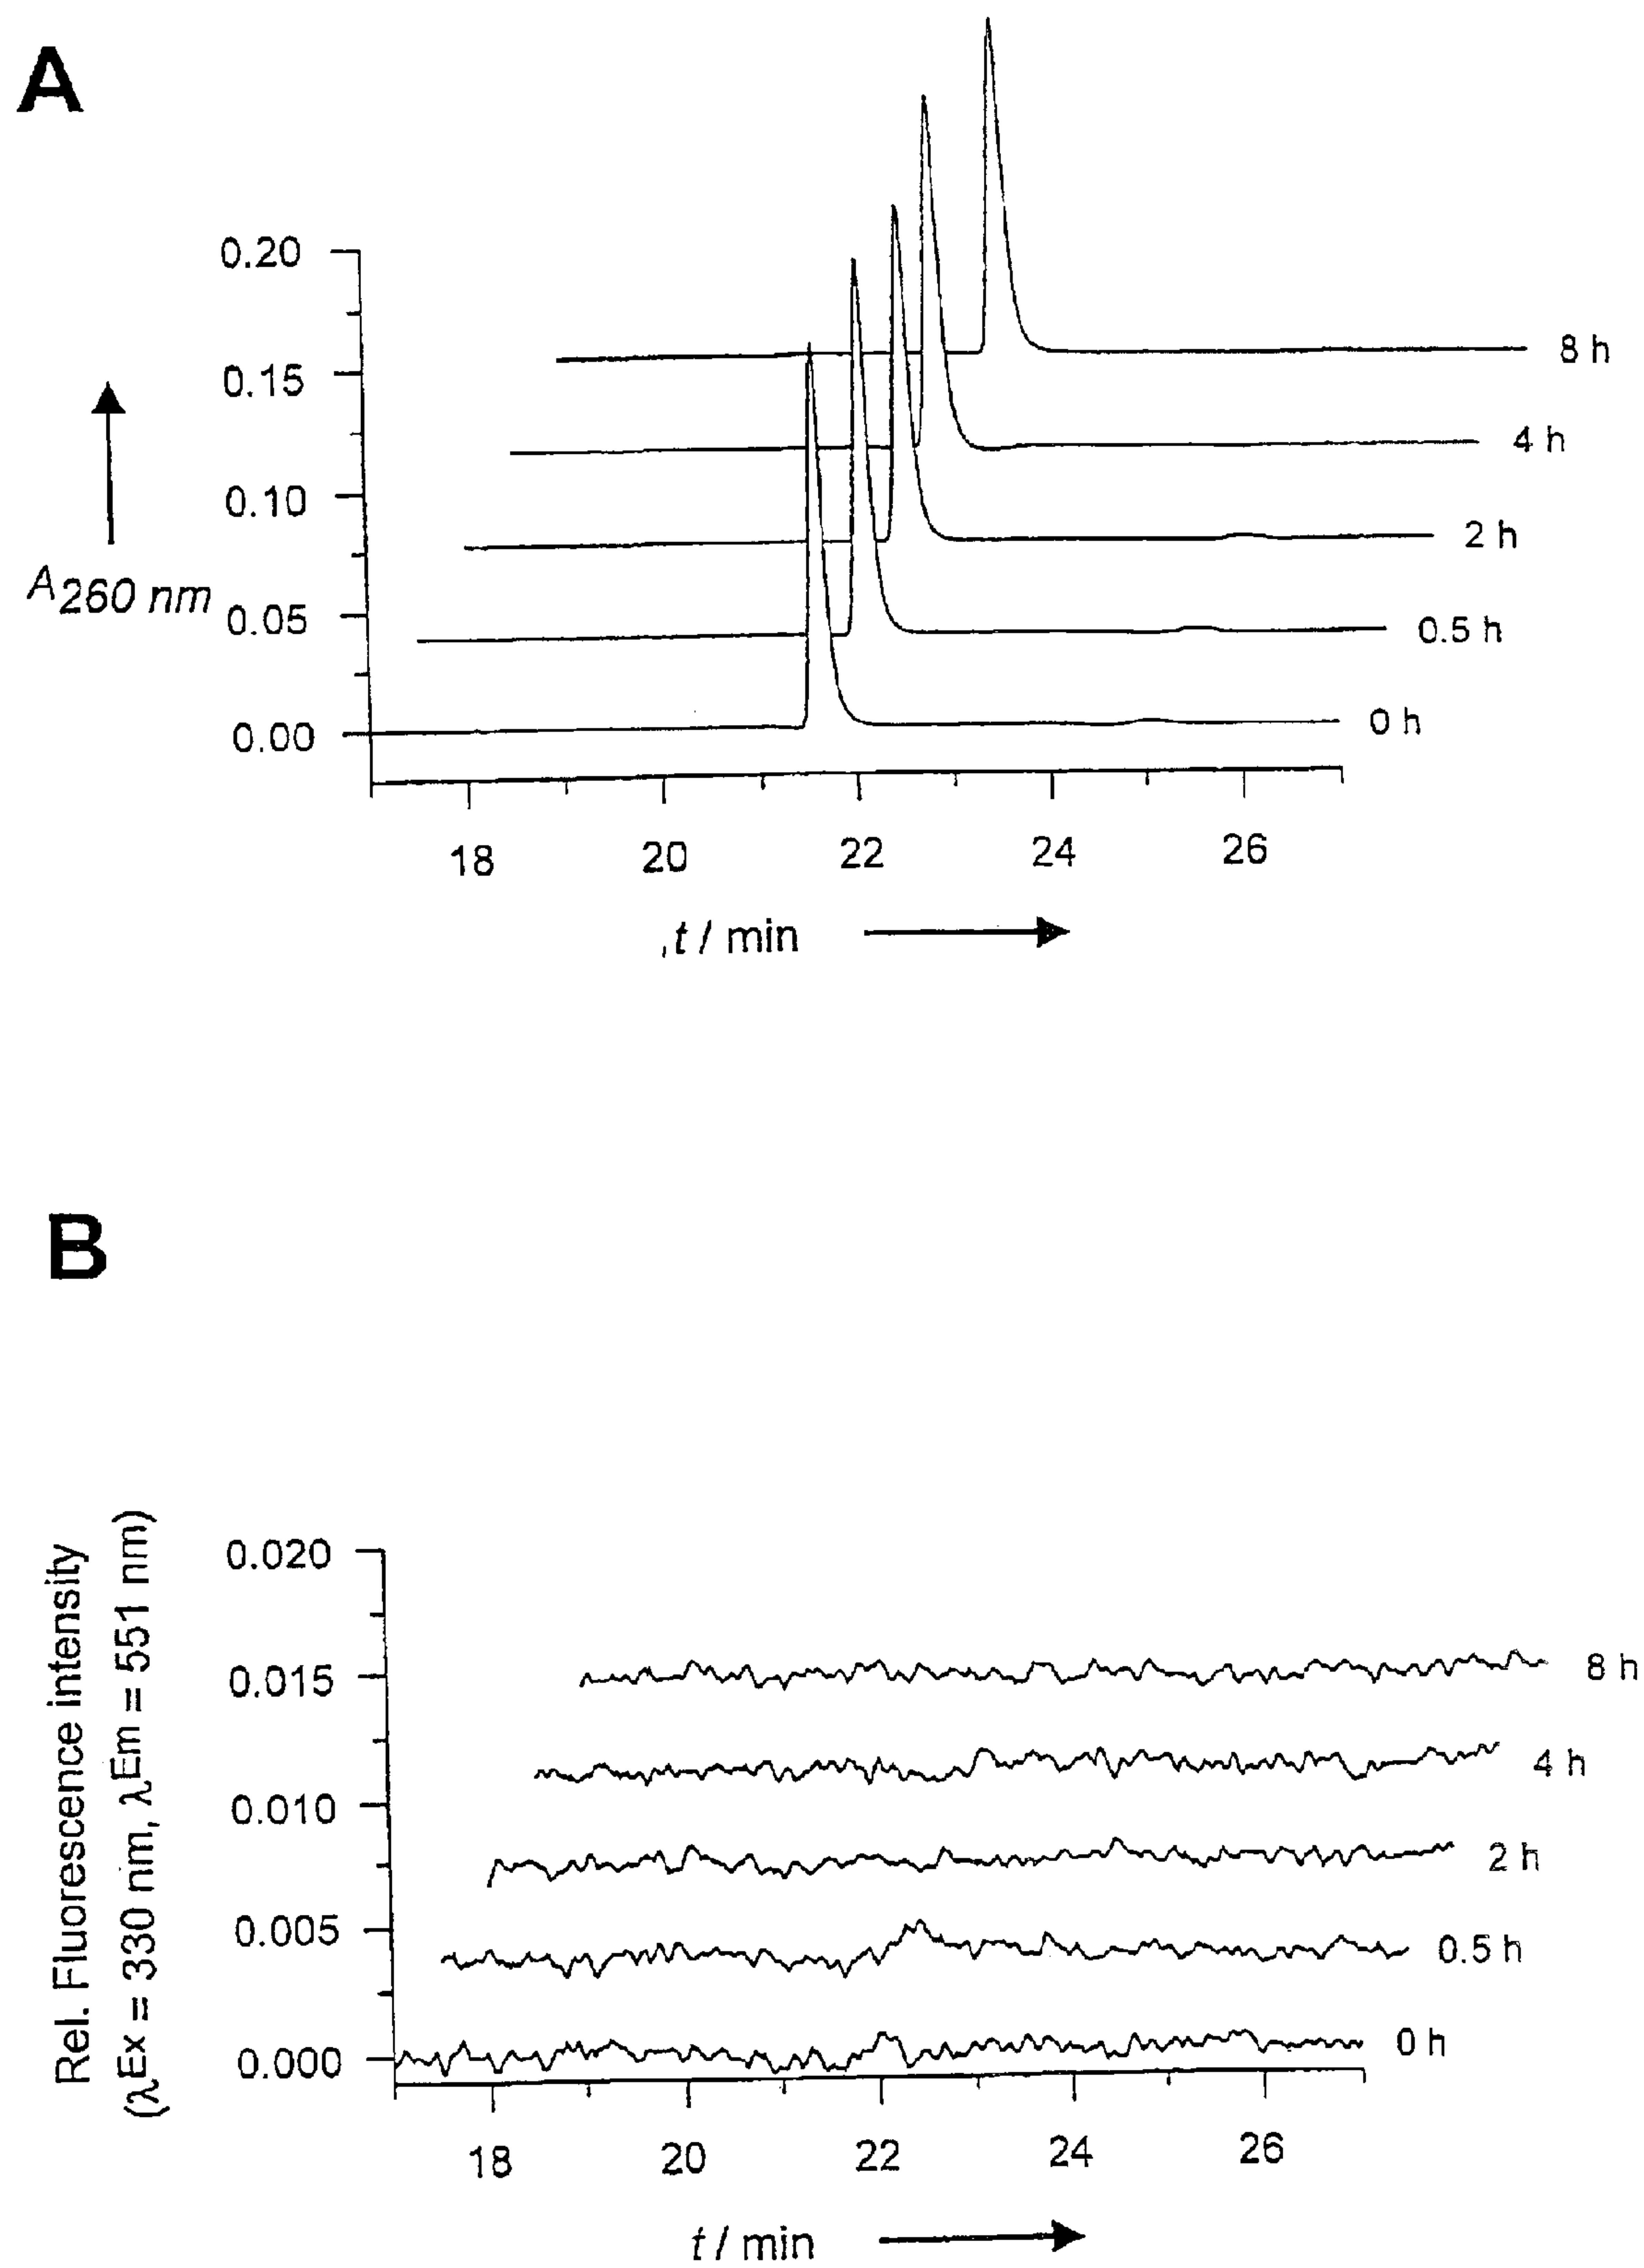 A
0.20
0.15
0.10
0.05
0.00
A260 nm
8 h
4 h
2 h
0.5 h
0 h
18 20 22 24 26
,t / min
B
Rel. Fluorescence intensity
(λEx = 330 nm, λEm = 551 nm)
0.020
0.015
0.010
0.005
0.000
8 h
4 h
2 h
0.5 h
0 h
18 20 22 24 26
t / min